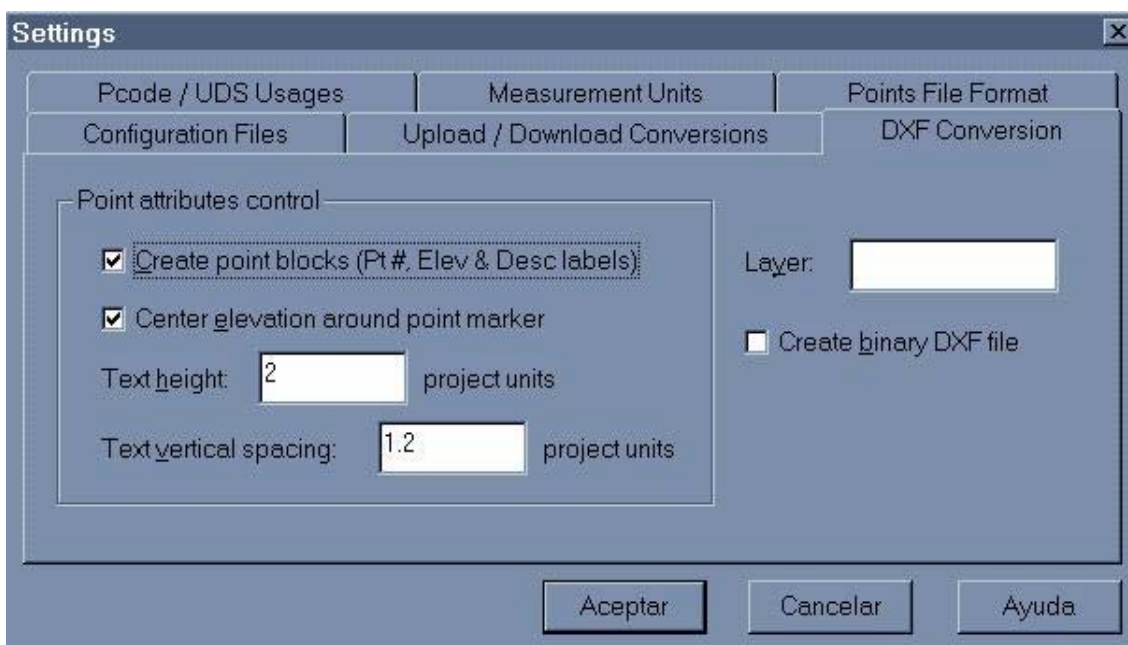 Settings
Pcode / UDS Usages Measurement Units Points File Format
Configuration Files Upload / Download Conversions DXF Conversion
Point attributes control
Create point blocks (Pt #, Elev & Desc labels)
Layer:
Center elevation around point marker
Create binary DXF file
Text height: 2 project units
Text vertical spacing: 1.2 project units
Aceptar Cancelar Ayuda